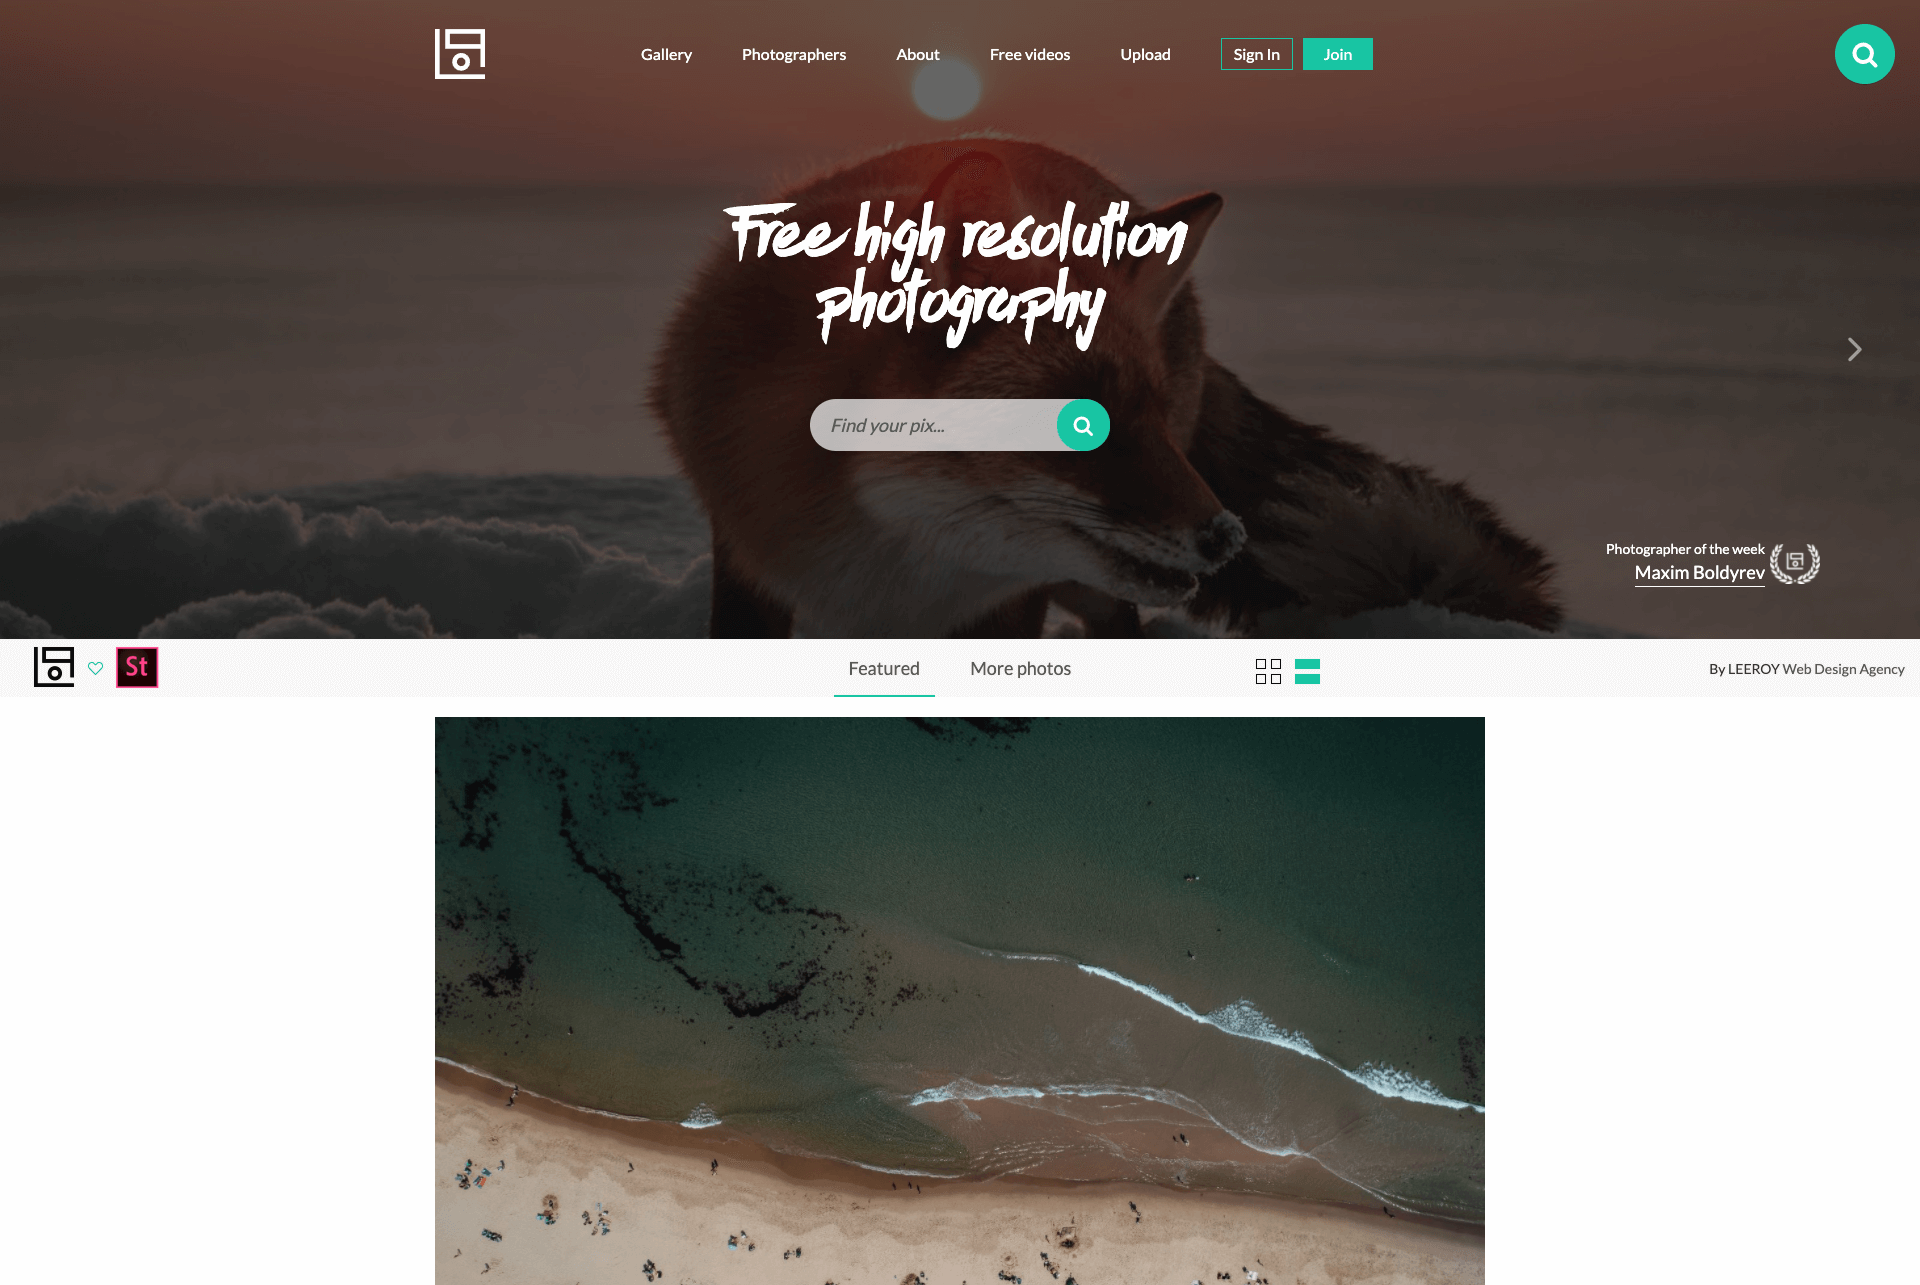 Gallery
Photographers
About
Free videos
Upload
Sign In
Join
Free high resolution
photography
Find your pix...
Photographer of the week
Maxim Boldyrev
St
Featured
More photos
By LEEROY Web Design Agency